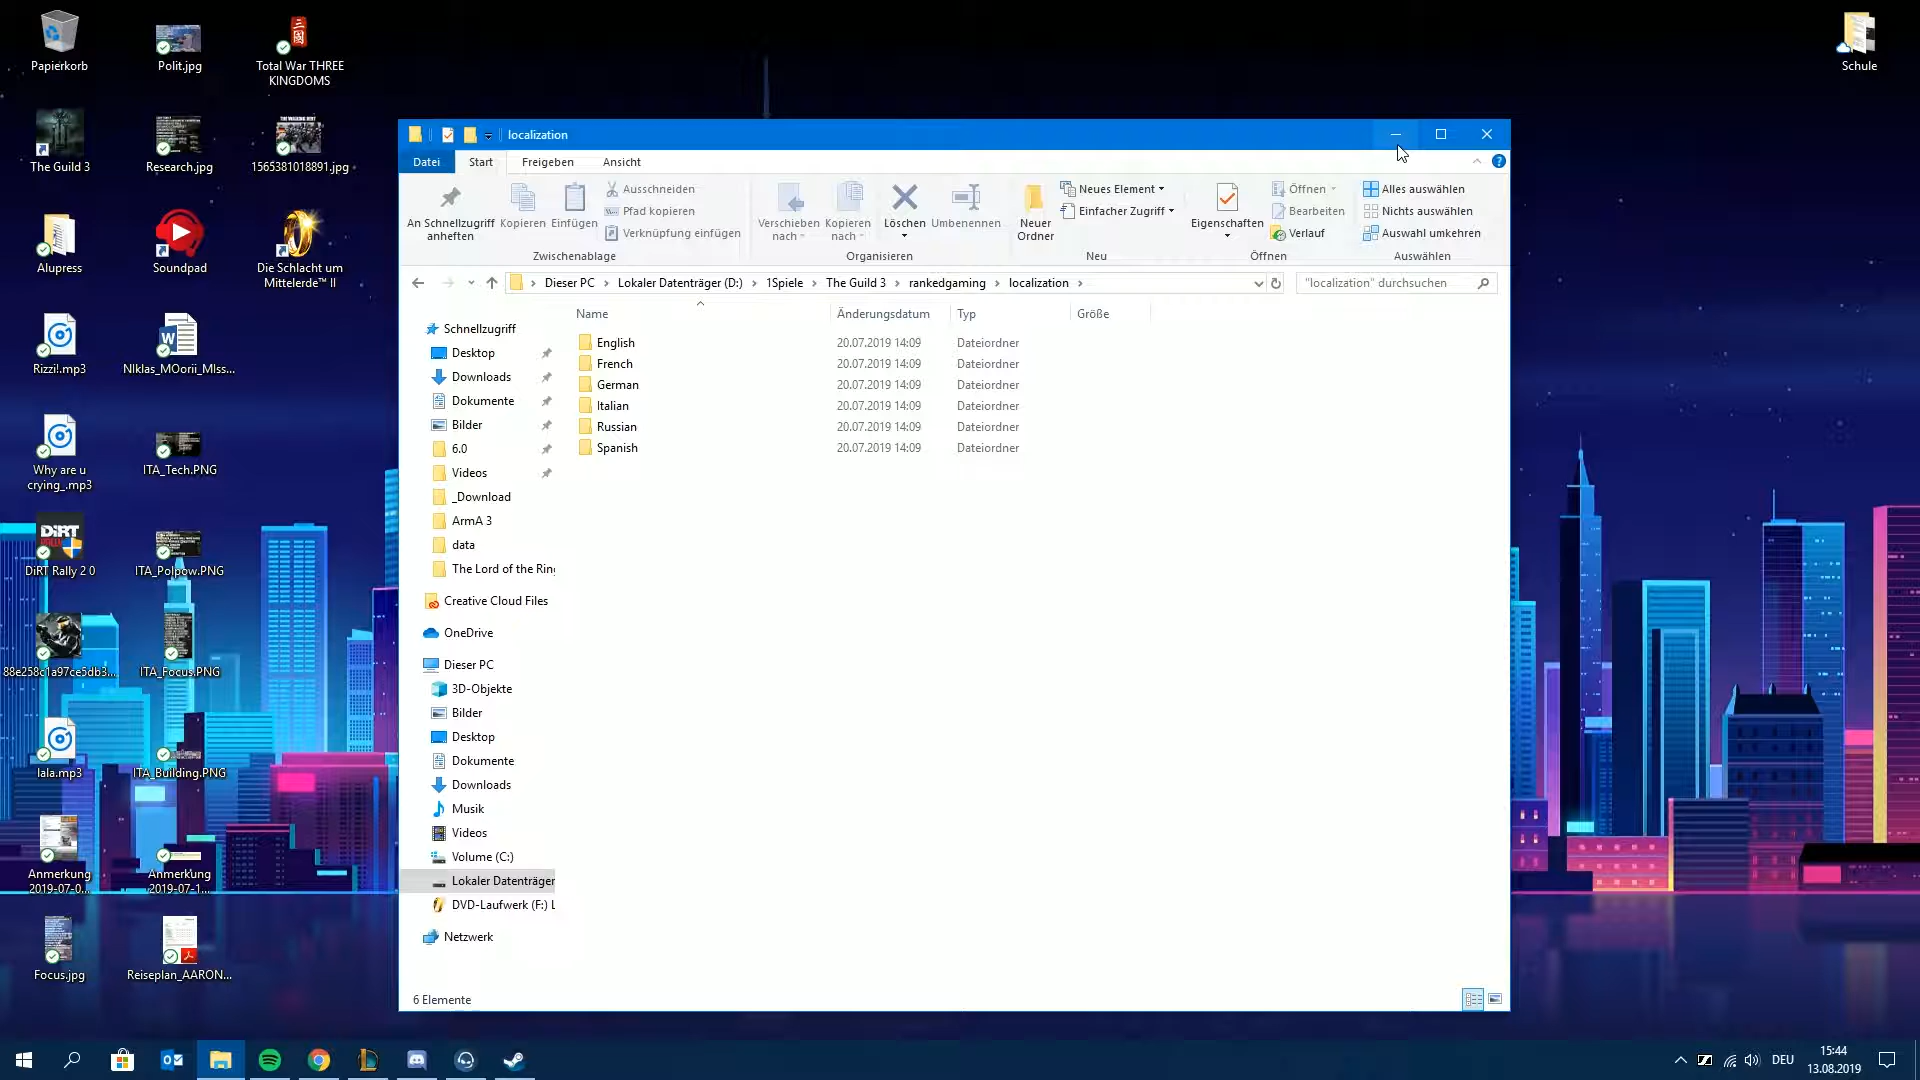 Papierkorb
Polit.jpg
Total War THREE
KINGDOMS
Schule
The Guild 3
Research.jpg
1565381018891.jpg
Alupress
Soundpad
Die Schlacht um
Mittelerde™ II
Rizzi!.mp3
NIklas_MOorii_MIss...
Why are u
crying_.mp3
ITA_Tech.PNG
DiRT Rally 2 0
ITA_Polpow.PNG
88e258c1a97ce5db3...
ITA_Focus.PNG
lala.mp3
ITA_Building.PNG
Anmerkung
2019-07-0...
Anmerkung
2019-07-1...
Focus.jpg
Reiseplan_AARON...
localization
Datei Start Freigeben Ansicht
An Schnellzugriff
anheften
Kopieren
Einfügen
Ausschneiden
Pfad kopieren
Verknüpfung einfügen
Zwischenablage
Verschieben
nach
Kopieren
nach
Löschen
Umbenennen
Organisieren
Neuer
Ordner
Neues Element
Einfacher Zugriff
Neu
Eigenschaften
Öffnen
Bearbeiten
Verlauf
Öffnen
Alles auswählen
Nichts auswählen
Auswahl umkehren
Auswählen
Dieser PC › Lokaler Datenträger (D:) › 1Spiele › The Guild 3 › rankedgaming › localization ›
"localization" durchsuchen
Name Änderungsdatum Typ Größe
English 20.07.2019 14:09 Dateiordner
French 20.07.2019 14:09 Dateiordner
German 20.07.2019 14:09 Dateiordner
Italian 20.07.2019 14:09 Dateiordner
Russian 20.07.2019 14:09 Dateiordner
Spanish 20.07.2019 14:09 Dateiordner
Schnellzugriff
Desktop
Downloads
Dokumente
Bilder
6.0
Videos
_Download
ArmA 3
data
The Lord of the Rin
Creative Cloud Files
OneDrive
Dieser PC
3D-Objekte
Bilder
Desktop
Dokumente
Downloads
Musik
Videos
Volume (C:)
Lokaler Datenträger
DVD-Laufwerk (F:) L
Netzwerk
6 Elemente
DEU
15:44
13.08.2019